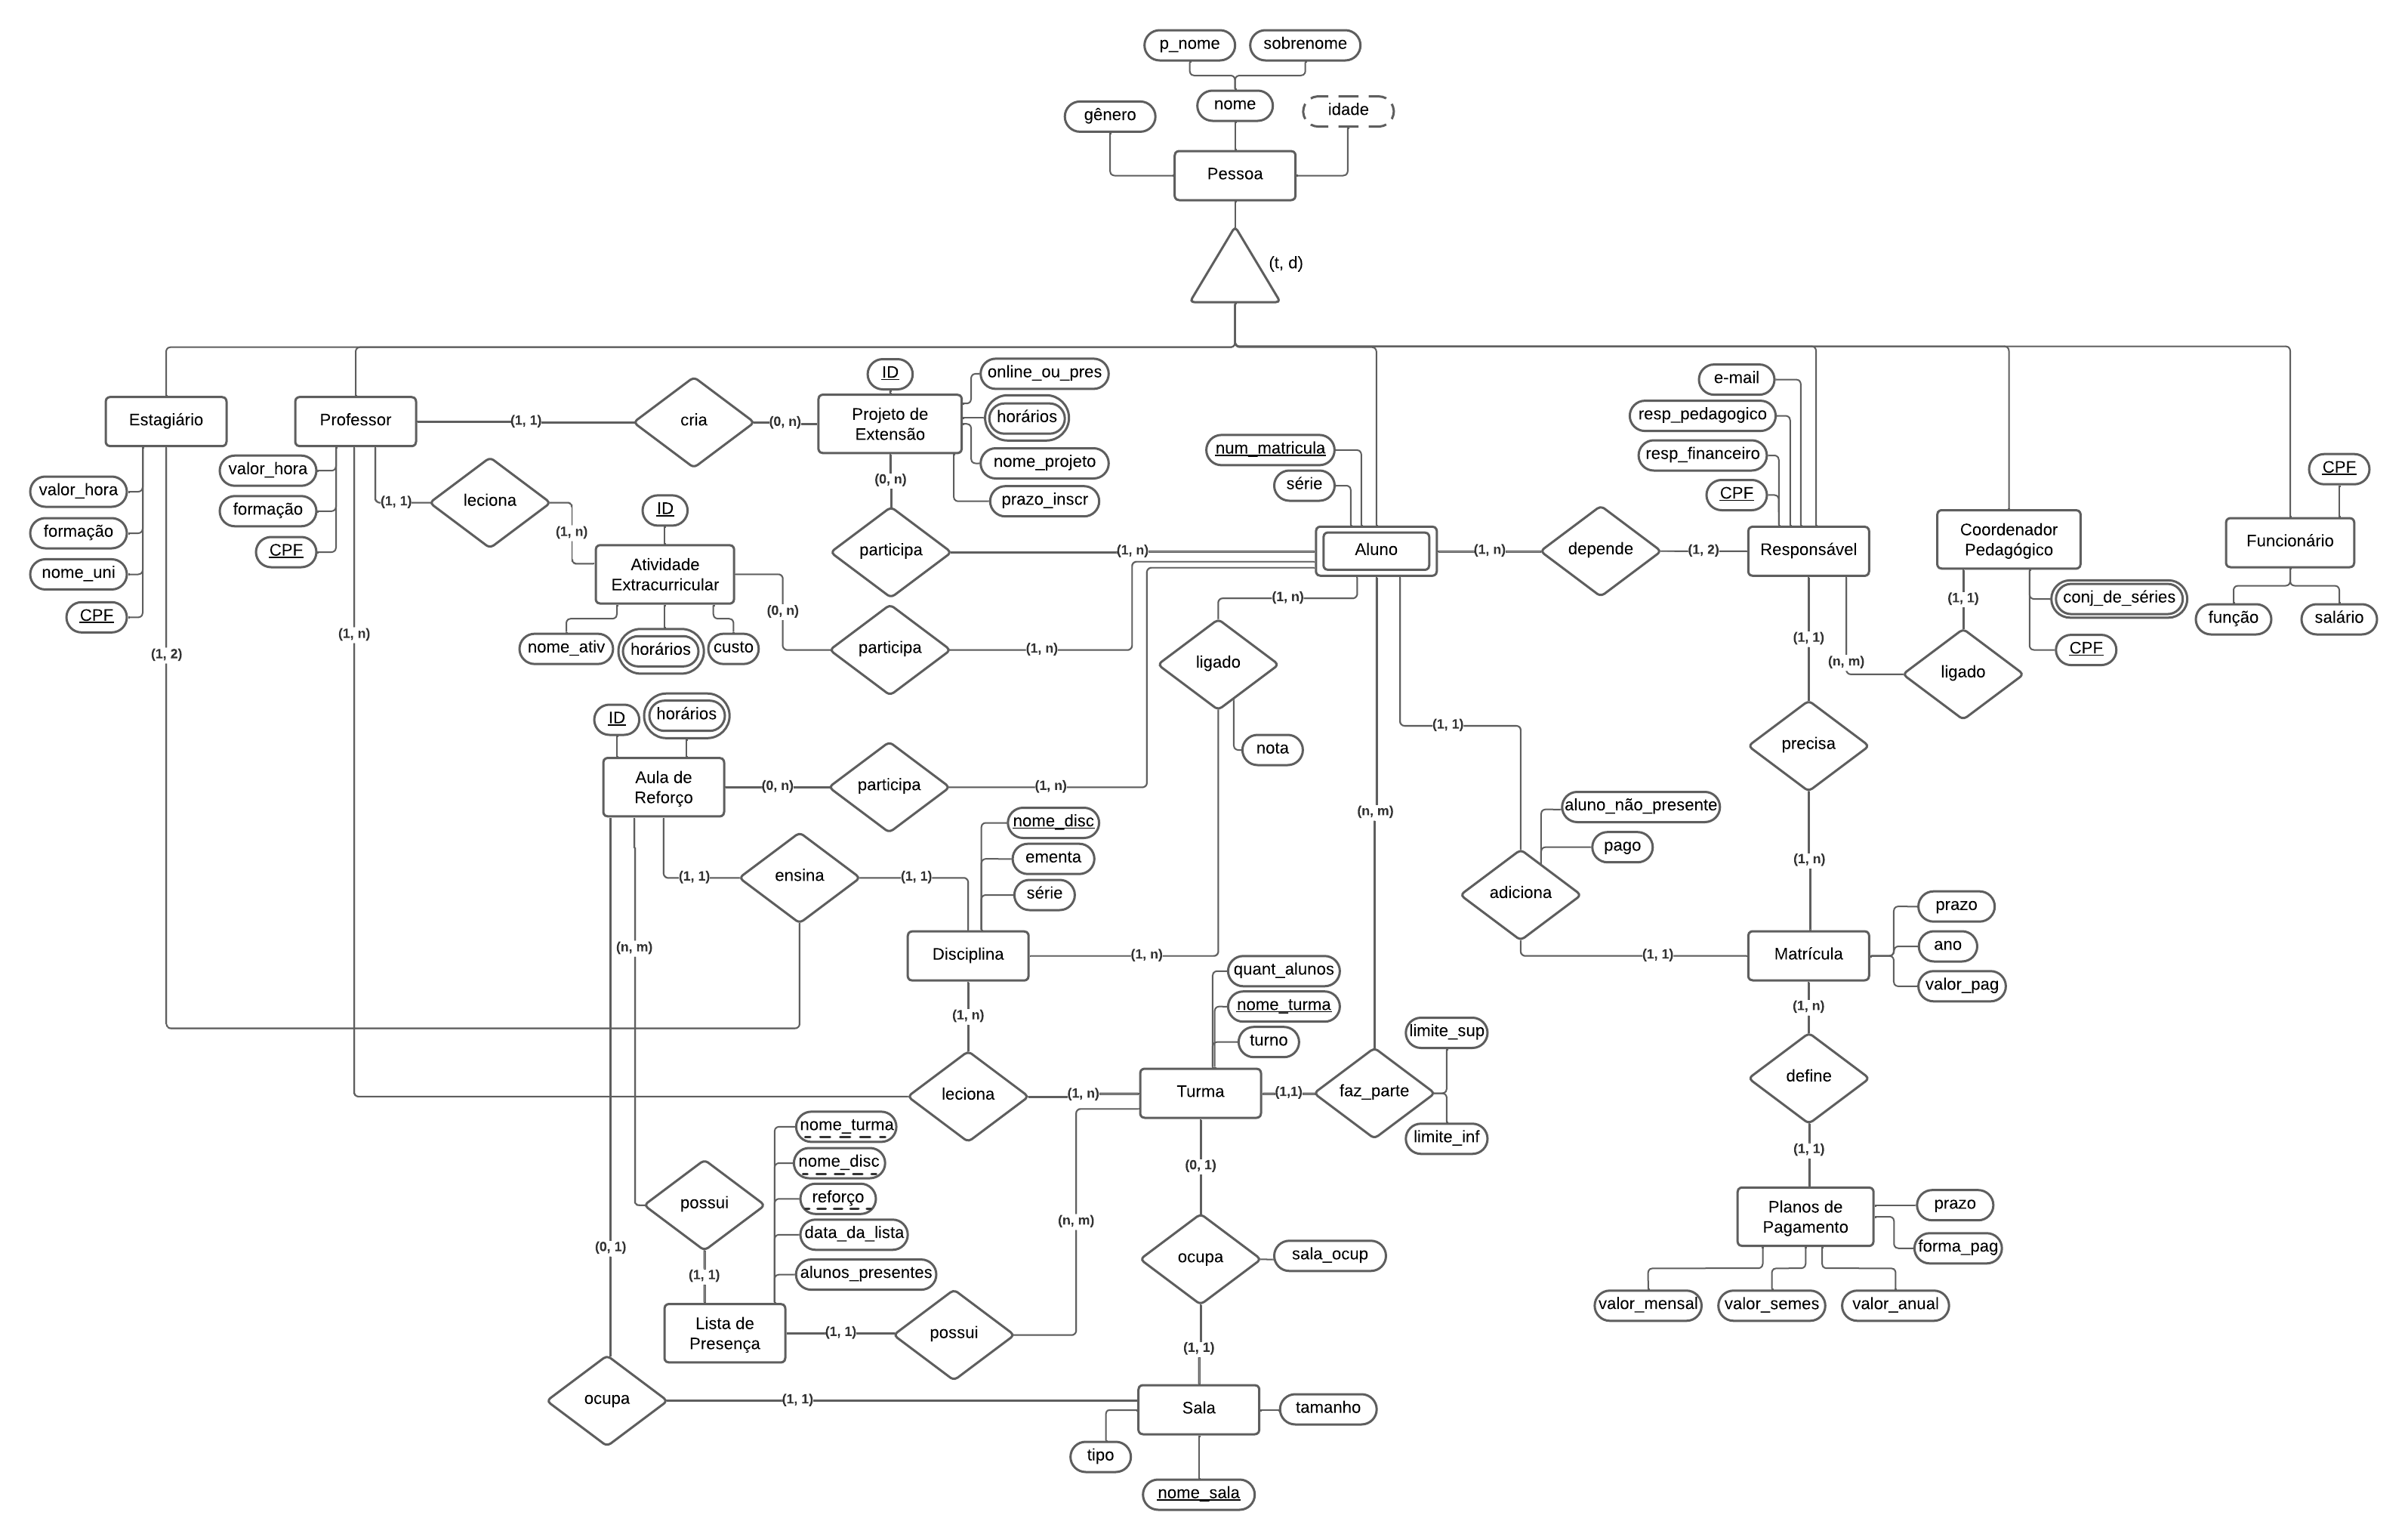 p_nome
sobrenome
gênero
nome
idade
Pessoa
(t, d)
ID
online_ou_pres
horários
nome_projeto
prazo_inscr
Estagiário
Professor
(1, 1)
cria
(0, n)
Projeto de
Extensão
valor_hora
formação
nome_uni
CPF
valor_hora
formação
CPF
(1, 1)
leciona
(1, n)
(0, n)
num_matricula
série
e-mail
resp_pedagogico
resp_financeiro
CPF
CPF
ID
Atividade
Extracurricular
nome_ativ
horários
custo
participa
(1, n)
Aluno
(1, n)
depende
(1, 2)
Responsável
Coordenador
Pedagógico
Funcionário
(0, n)
participa
(1, n)
(1, n)
ligado
nota
(1, 1)
(n, m)
(1, 1)
ligado
conj_de_séries
CPF
função
salário
(1, 2)
(1, n)
ID
horários
Aula de
Reforço
(0, n)
participa
(1, n)
(1, 1)
precisa
(n, m)
(1, n)
aluno_não_presente
pago
adiciona
(1, 1)
ensina
(1, 1)
nome_disc
ementa
série
(n, m)
Disciplina
(1, n)
(1, 1)
Matrícula
prazo
ano
valor_pag
(1, n)
quant_alunos
nome_turma
turno
limite_sup
(1, n)
define
leciona
(1, n)
Turma
(1,1)
faz_parte
limite_inf
(1, 1)
nome_turma
nome_disc
reforço
data_da_lista
alunos_presentes
possui
(0, 1)
(n, m)
(0, 1)
(1, 1)
Planos de
Pagamento
prazo
forma_pag
valor_mensal
valor_semes
valor_anual
ocupa
sala_ocup
Lista de
Presença
(1, 1)
possui
(1, 1)
ocupa
(1, 1)
Sala
tamanho
tipo
nome_sala